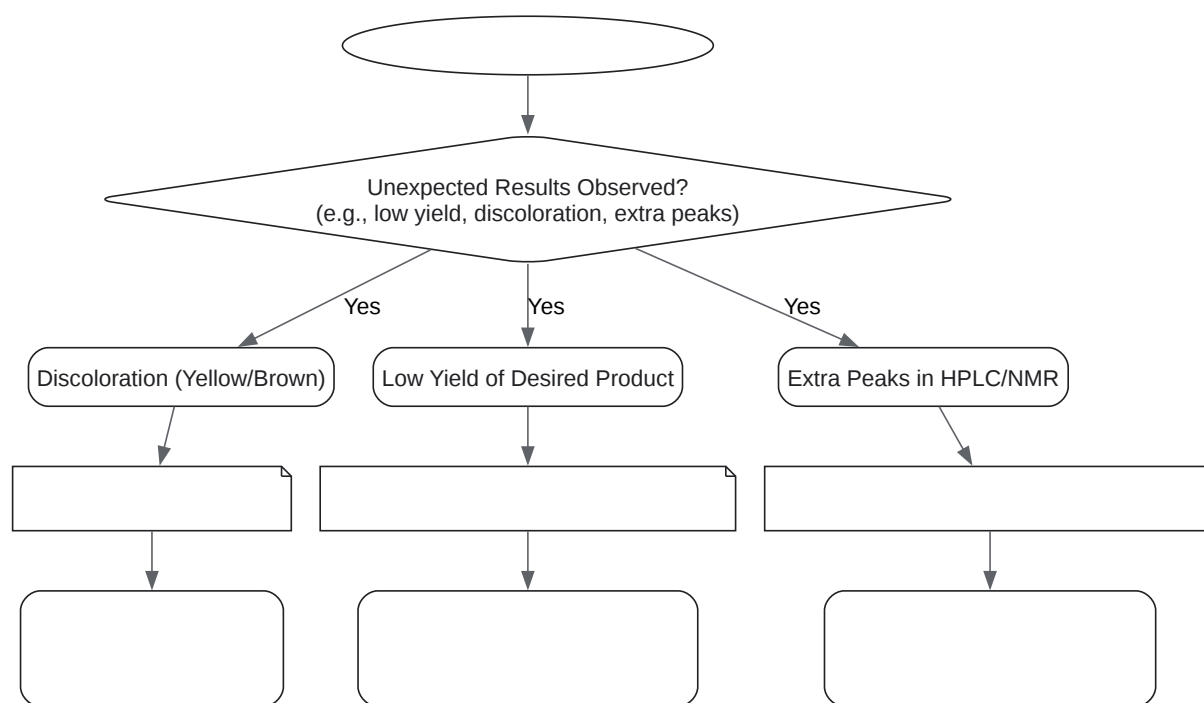 Unexpected Results Observed?
(e.g., low yield, discoloration, extra peaks)
Yes
Yes
Yes
Discoloration (Yellow/Brown)
Low Yield of Desired Product
Extra Peaks in HPLC/NMR